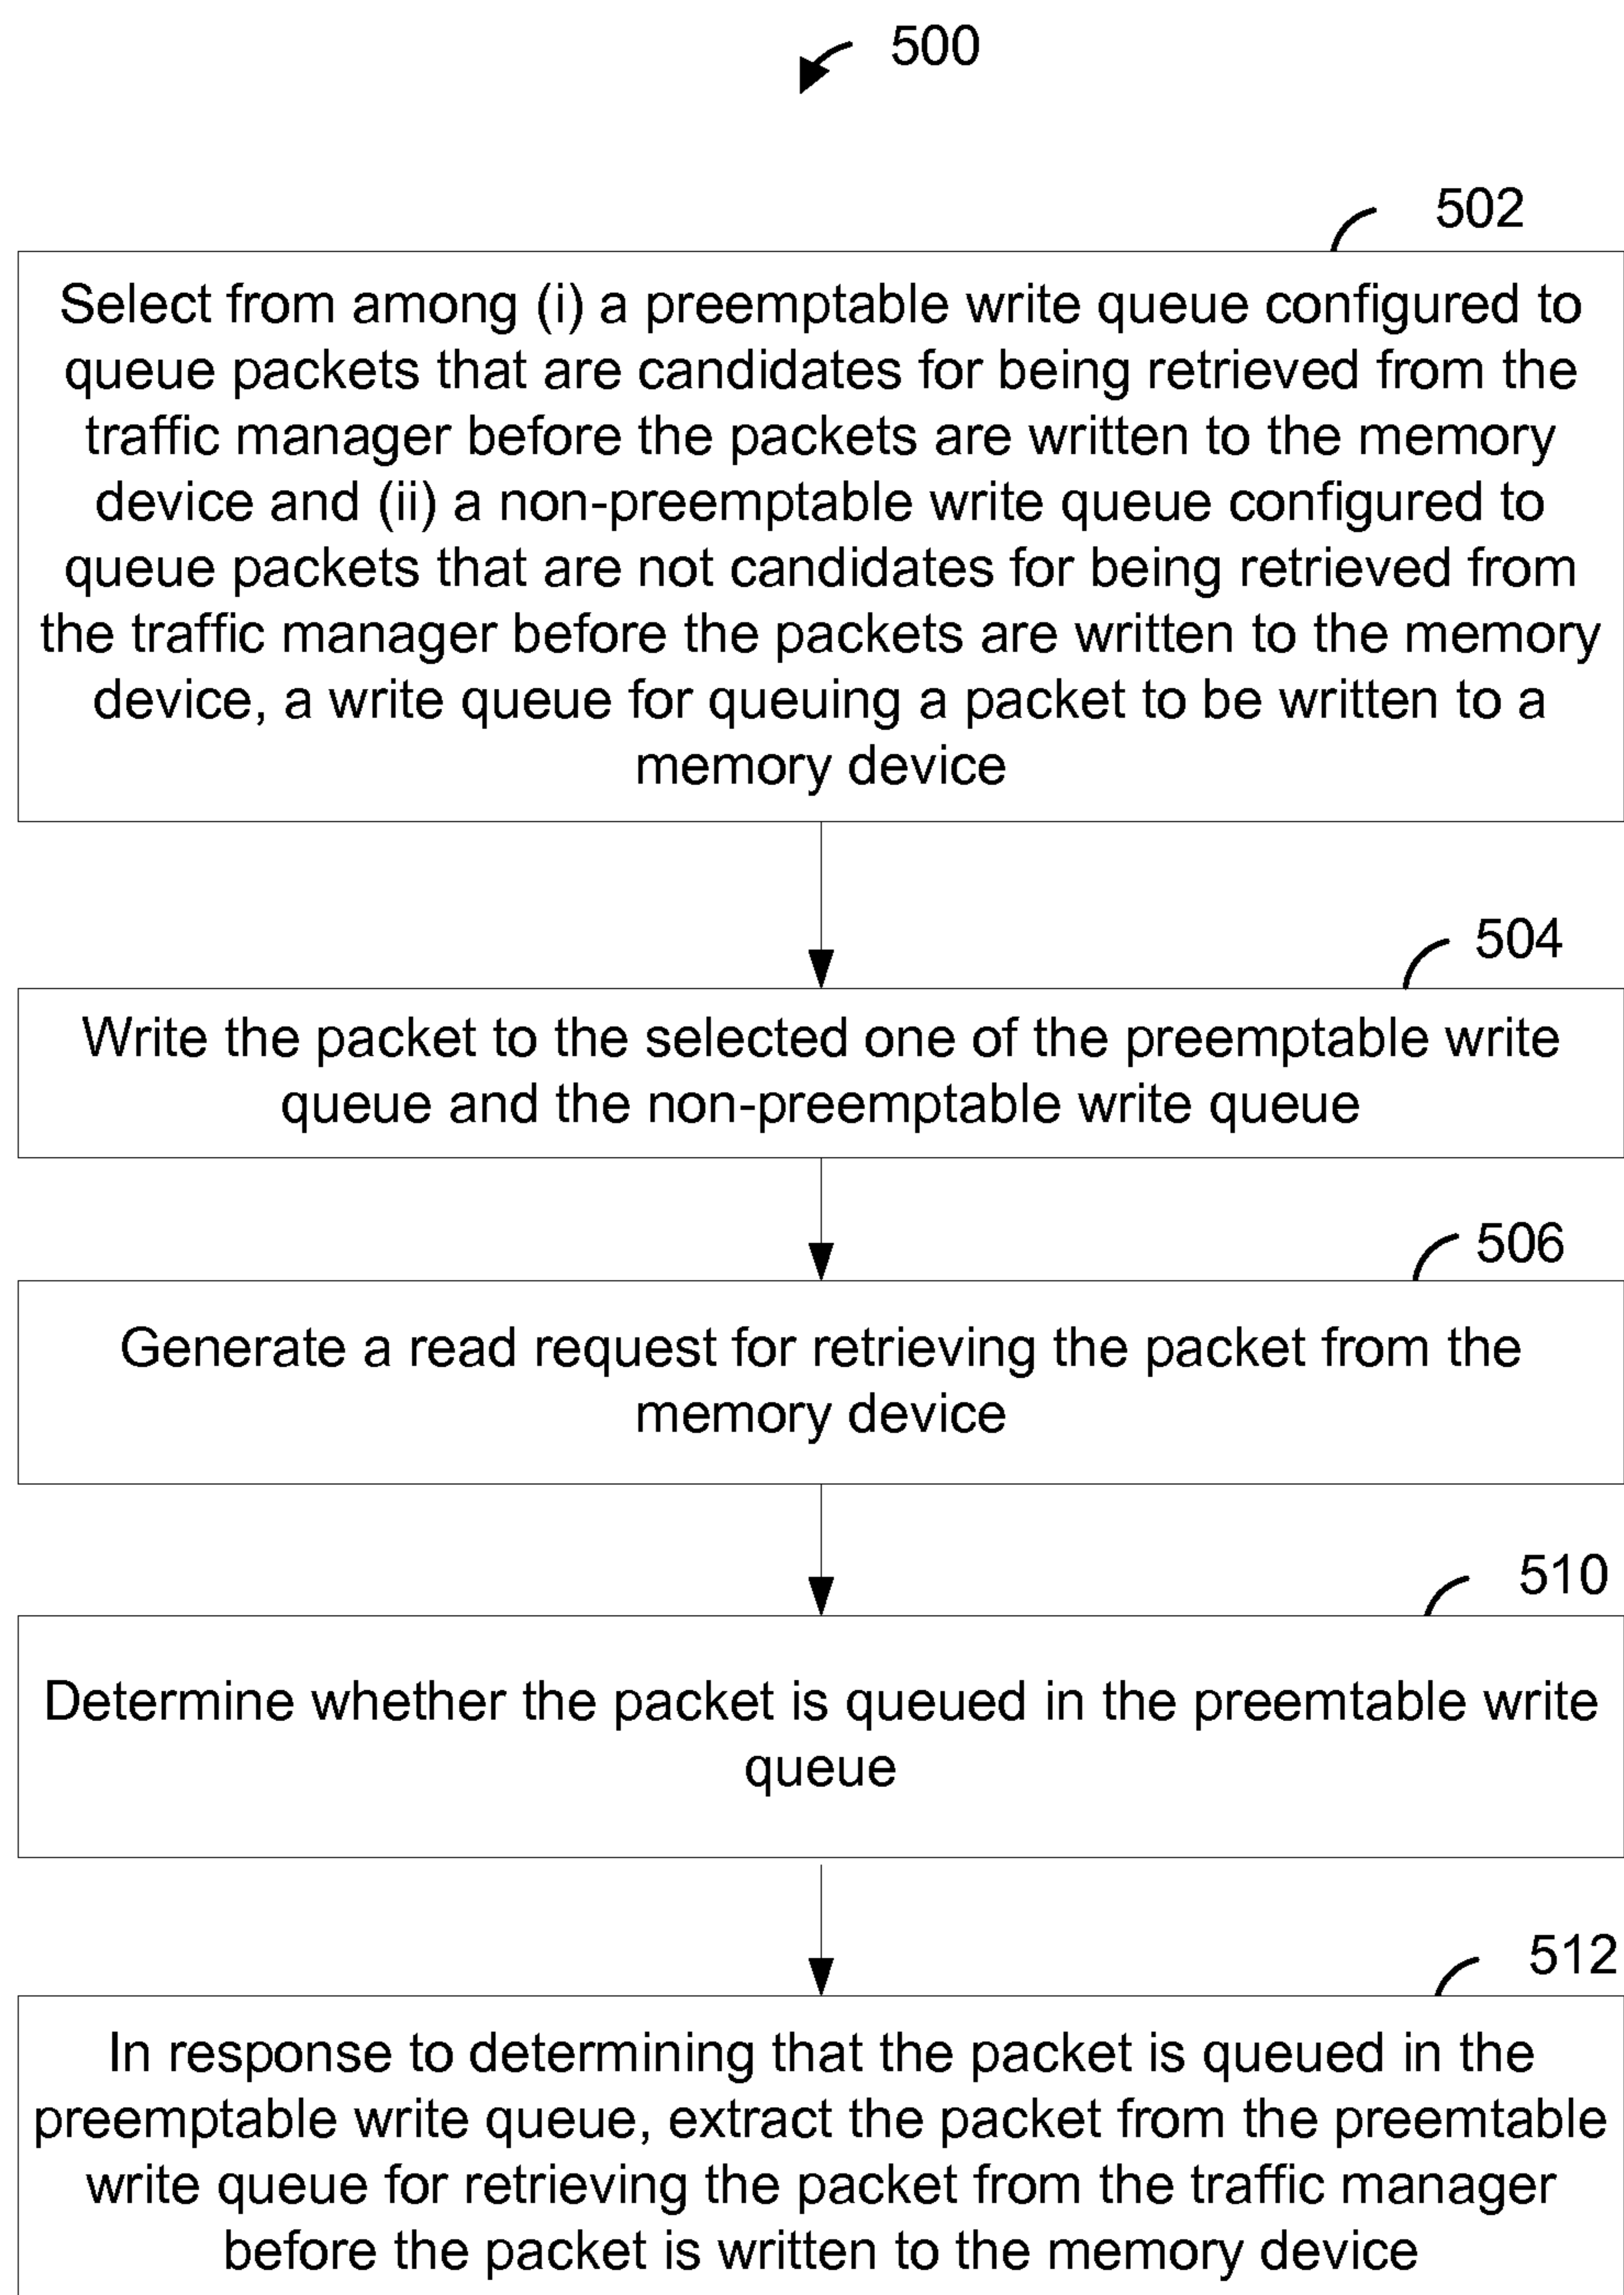 500
502
Select from among (i) a preemptable write queue configured to
queue packets that are candidates for being retrieved from the
traffic manager before the packets are written to the memory
device and (ii) a non-preemptable write queue configured to
queue packets that are not candidates for being retrieved from
the traffic manager before the packets are written to the memory
device, a write queue for queuing a packet to be written to a
memory device
504
Write the packet to the selected one of the preemptable write
queue and the non-preemptable write queue
506
Generate a read request for retrieving the packet from the
memory device
510
Determine whether the packet is queued in the preemtable write
queue
512
In response to determining that the packet is queued in the
preemptable write queue, extract the packet from the preemtable
write queue for retrieving the packet from the traffic manager
before the packet is written to the memory device